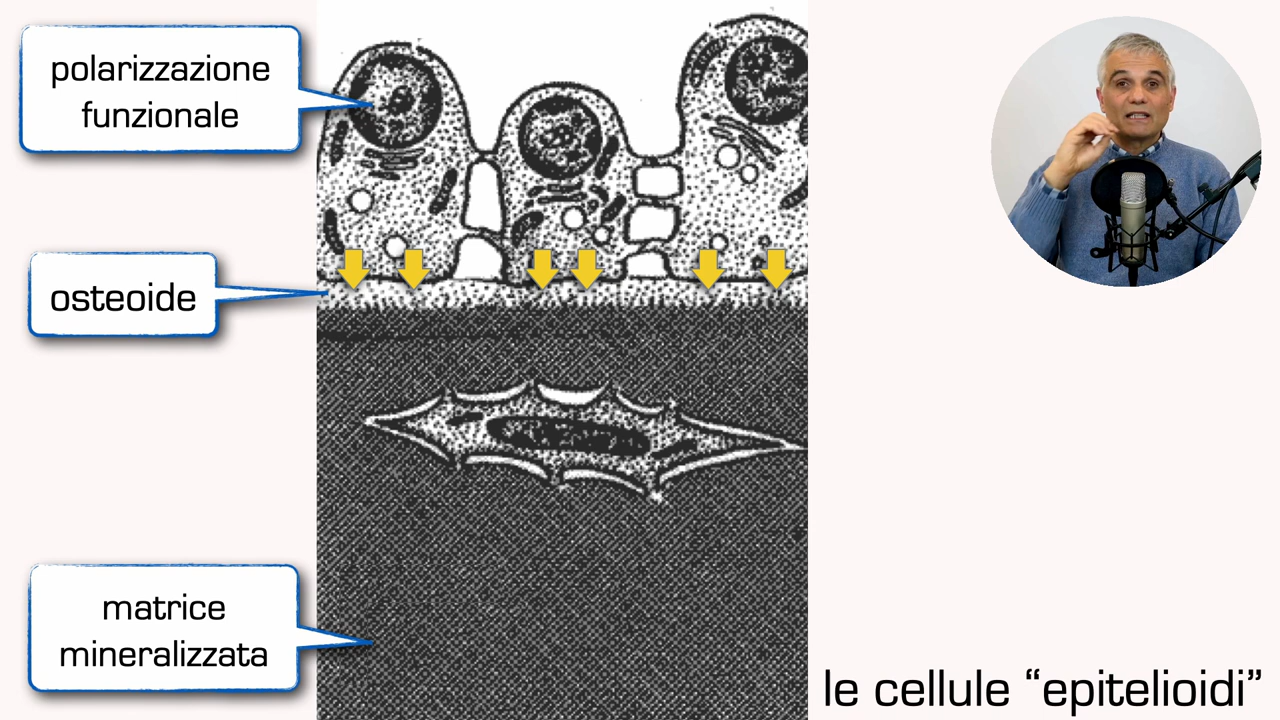 polarizzazione
funzionale
osteoide
matrice
mineralizzata
le cellule “epitelioidi”